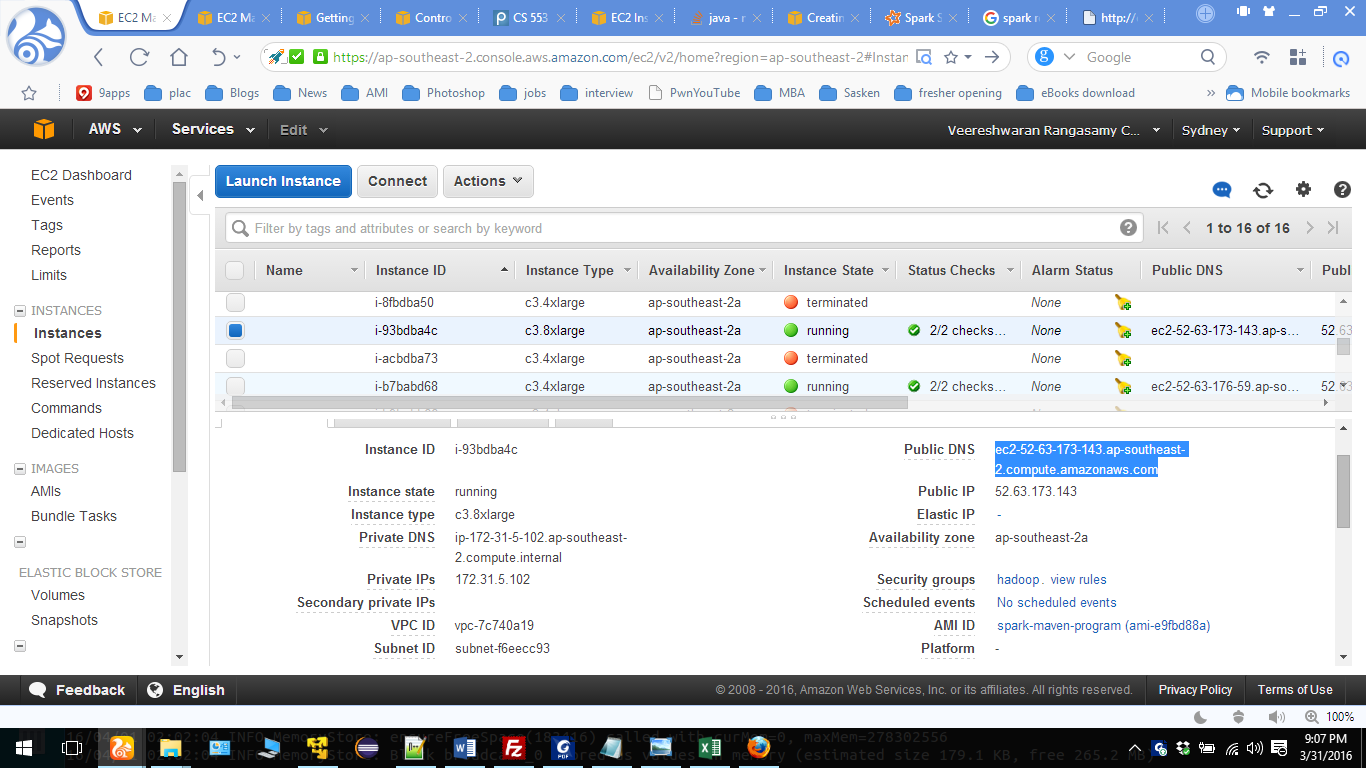 EC2 Ma
EC2 Ma
Getting
Contro
CS 553
EC2 Ins
java - r
Creatin
Spark S
spark r
http://
https://ap-southeast-2.console.aws.amazon.com/ec2/v2/home?region=ap-southeast-2#Instan
Google
9apps
plac
Blogs
News
AMI
Photoshop
jobs
interview
PwnYouTube
MBA
Sasken
fresher opening
eBooks download
»
Mobile bookmarks
AWS
Services
Edit
Veereshwaran Rangasamy C...
Sydney
Support
EC2 Dashboard
Events
Tags
Reports
Limits
INSTANCES
Instances
Spot Requests
Reserved Instances
Commands
Dedicated Hosts
IMAGES
AMIs
Bundle Tasks
ELASTIC BLOCK STORE
Volumes
Snapshots
Launch Instance
Connect
Actions
Filter by tags and attributes or search by keyword
1 to 16 of 16
Name Instance ID Instance Type Availability Zone Instance State Status Checks Alarm Status Public DNS Publ
i-8fbdba50 c3.4xlarge ap-southeast-2a terminated None
i-93bdba4c c3.8xlarge ap-southeast-2a running 2/2 checks... None ec2-52-63-173-143.ap-s... 52.63
i-acbdba73 c3.4xlarge ap-southeast-2a terminated None
i-b7babd68 c3.4xlarge ap-southeast-2a running 2/2 checks... None ec2-52-63-176-59.ap-so...
Instance ID i-93bdba4c
Instance state running
Instance type c3.8xlarge
Private DNS ip-172-31-5-102.ap-southeast-
2.compute.internal
Private IPs 172.31.5.102
Secondary private IPs
VPC ID vpc-7c740a19
Subnet ID subnet-f6eecc93
Public DNS ec2-52-63-173-143.ap-southeast-
2.compute.amazonaws.com
Public IP 52.63.173.143
Elastic IP -
Availability zone ap-southeast-2a
Security groups hadoop. view rules
Scheduled events No scheduled events
AMI ID spark-maven-program (ami-e9fbd88a)
Platform -
Feedback
English
© 2008 - 2016, Amazon Web Services, Inc. or its affiliates. All rights reserved.
Privacy Policy
Terms of Use
100%
9:07 PM
3/31/2016